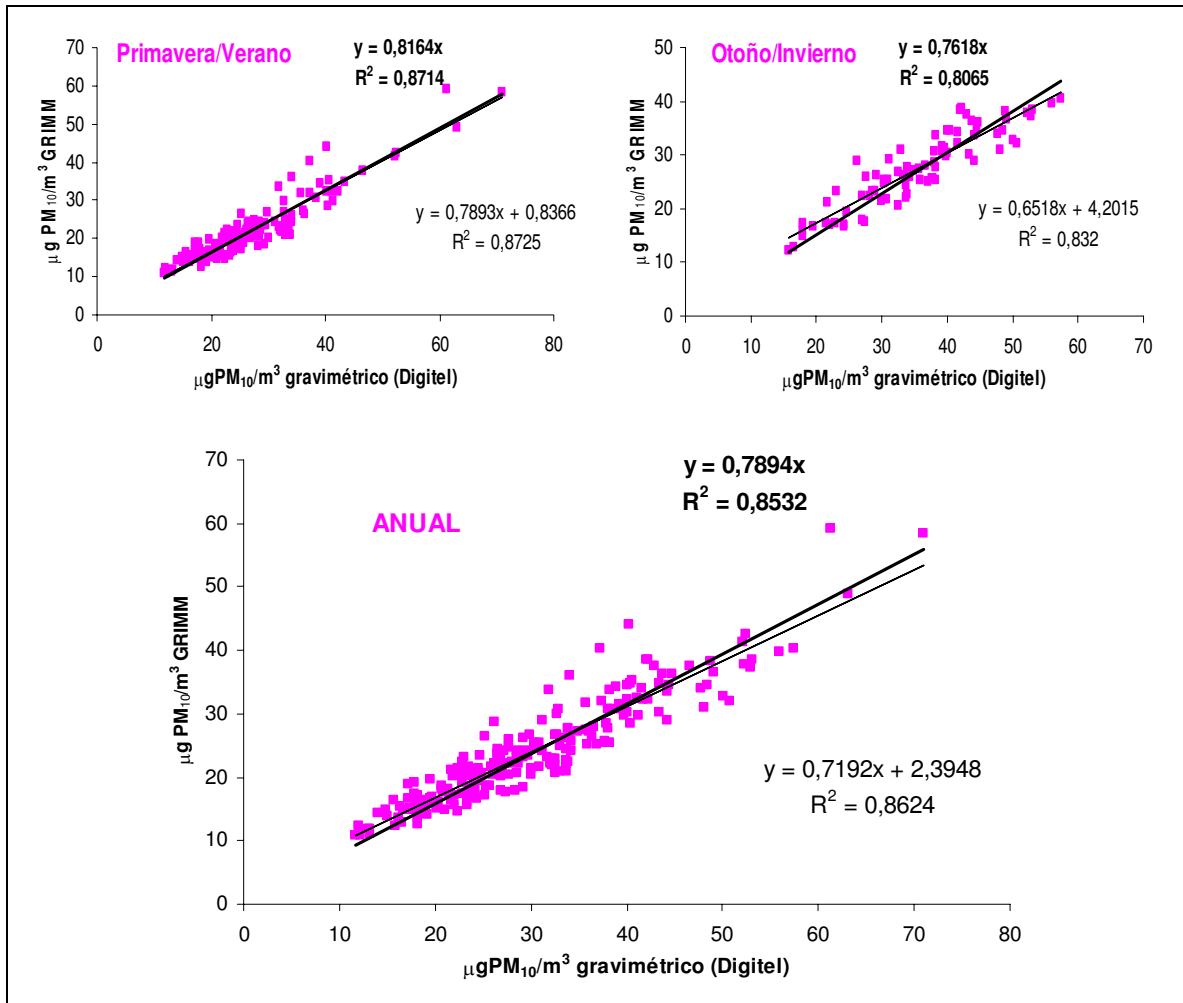 Primavera/Verano
y = 0,8164x
R² = 0,8714
y = 0,7893x + 0,8366
R² = 0,8725
μg PM₁₀/m³ GRIMM
70
60
50
40
30
20
10
0
0 20 40 60 80
μgPM₁₀/m³ gravimétrico (Digitel)
Otoño/Invierno
y = 0,7618x
R² = 0,8065
y = 0,6518x + 4,2015
R² = 0,832
μg PM₁₀/m³ GRIMM
50
40
30
20
10
0
0 10 20 30 40 50 60 70
μgPM₁₀/m³ gravimétrico (Digitel)
ANUAL
y = 0,7894x
R² = 0,8532
y = 0,7192x + 2,3948
R² = 0,8624
μg PM₁₀/m³ GRIMM
70
60
50
40
30
20
10
0
0 10 20 30 40 50 60 70 80
μgPM₁₀/m³ gravimétrico (Digitel)